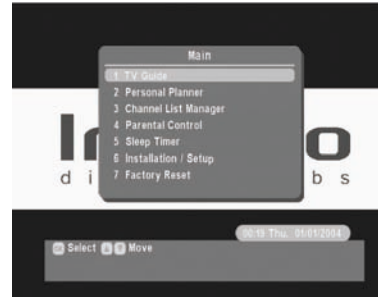 Main
1 TV Guide
2 Personal Planner
3 Channel List Manager
4 Parental Control
5 Sleep Timer
6 Installation / Setup
7 Factory Reset
00:13 Thu, 01/01/2004
Select Move